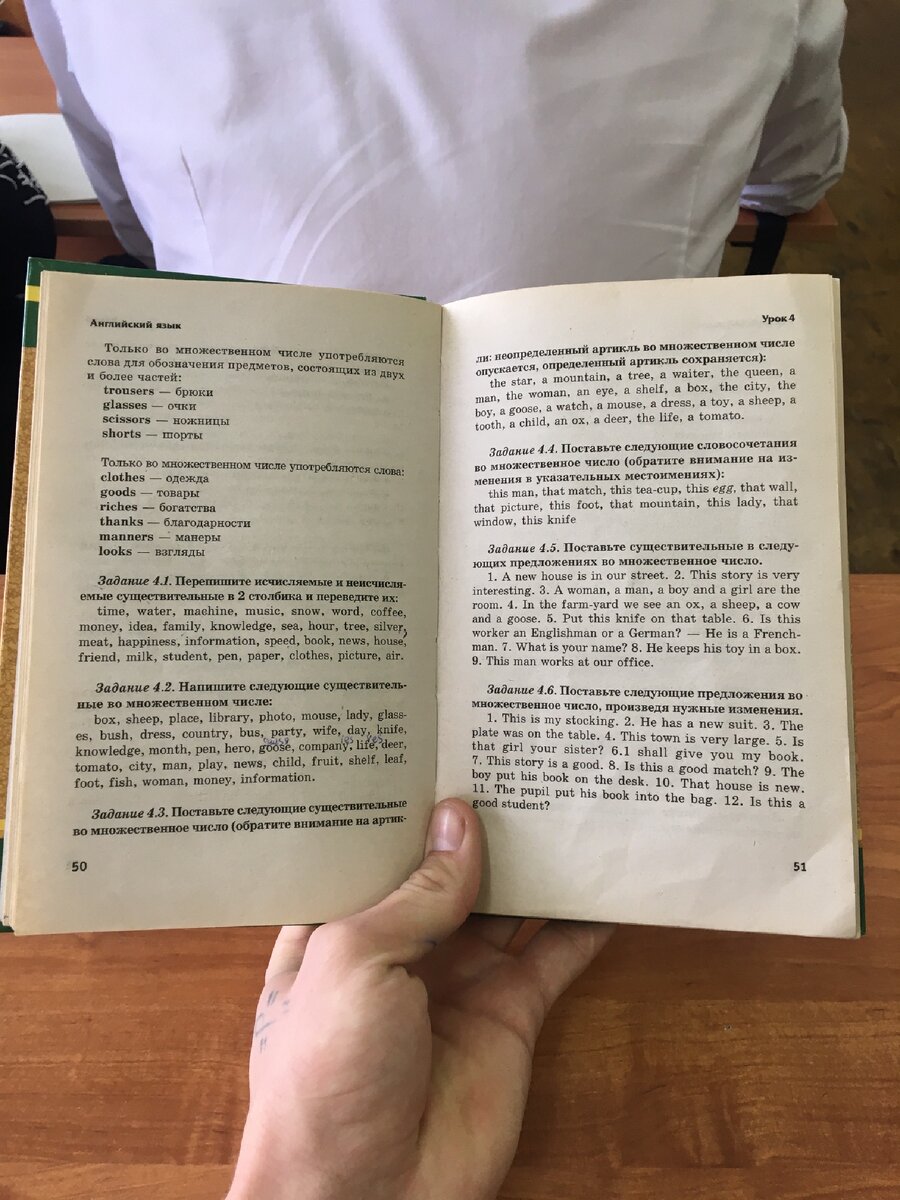 Английский язык
Только во множественном числе употребляются
слова для обозначения предметов, состоящих из двух
и более частей:
trousers — брюки
glasses — очки
scissors — ножницы
shorts — шорты
Только во множественном числе употребляются слова:
clothes — одежда
goods — товары
riches — богатства
thanks — благодарности
manners — манеры
looks — взгляды
Задание 4.1. Перепишите исчисляемые и неисчисля-
емые существительные в 2 столбика и переведите их:
time, water, machine, music, snow, word, coffee,
money, idea, family, knowledge, sea, hour, tree, silver,
meat, happiness, information, speed, book, news, house,
friend, milk, student, pen, paper, clothes, picture, air.
Задание 4.2. Напишите следующие существитель-
ные во множественном числе:
box, sheep, place, library, photo, mouse, lady, glass-
es, bush, dress, country, bus, party, wife, day, knife,
knowledge, month, pen, hero, goose, company, life, deer,
tomato, city, man, play, news, child, fruit, shelf, leaf,
foot, fish, woman, money, information.
Задание 4.3. Поставьте следующие существительные
во множественное число (обратите внимание на артик-
50
Урок 4
ли: неопределенный артикль во множественном числе
опускается, определенный артикль сохраняется):
the star, a mountain, a tree, a waiter, the queen, a
man, the woman, an eye, a shelf, a box, the city, the
boy, a goose, a watch, a mouse, a dress, a toy, a sheep, a
tooth, a child, an ox, a deer, the life, a tomato.
Задание 4.4. Поставьте следующие словосочетания
во множественное число (обратите внимание на из-
менения в указательных местоимениях):
this man, that match, this tea-cup, this egg, that wall,
that picture, this foot, that mountain, this lady, that
window, this knife
Задание 4.5. Поставьте существительные в следу-
ющих предложениях во множественное число.
1. A new house is in our street. 2. This story is very
interesting. 3. A woman, a man, a boy and a girl are the
room. 4. In the farm-yard we see an ox, a sheep, a cow
and a goose. 5. Put this knife on that table. 6. Is this
worker an Englishman or a German? — He is a French-
man. 7. What is your name? 8. He keeps his toy in a box.
9. This man works at our office.
Задание 4.6. Поставьте следующие предложения во
множественное число, произведя нужные изменения.
1. This is my stocking. 2. He has a new suit. 3. The
plate was on the table. 4. This town is very large. 5. Is
that girl your sister? 6.1 shall give you my book.
7. This story is a good. 8. Is this a good match? 9. The
boy put his book on the desk. 10. That house is new.
11. The pupil put his book into the bag. 12. Is this a
good student?
51